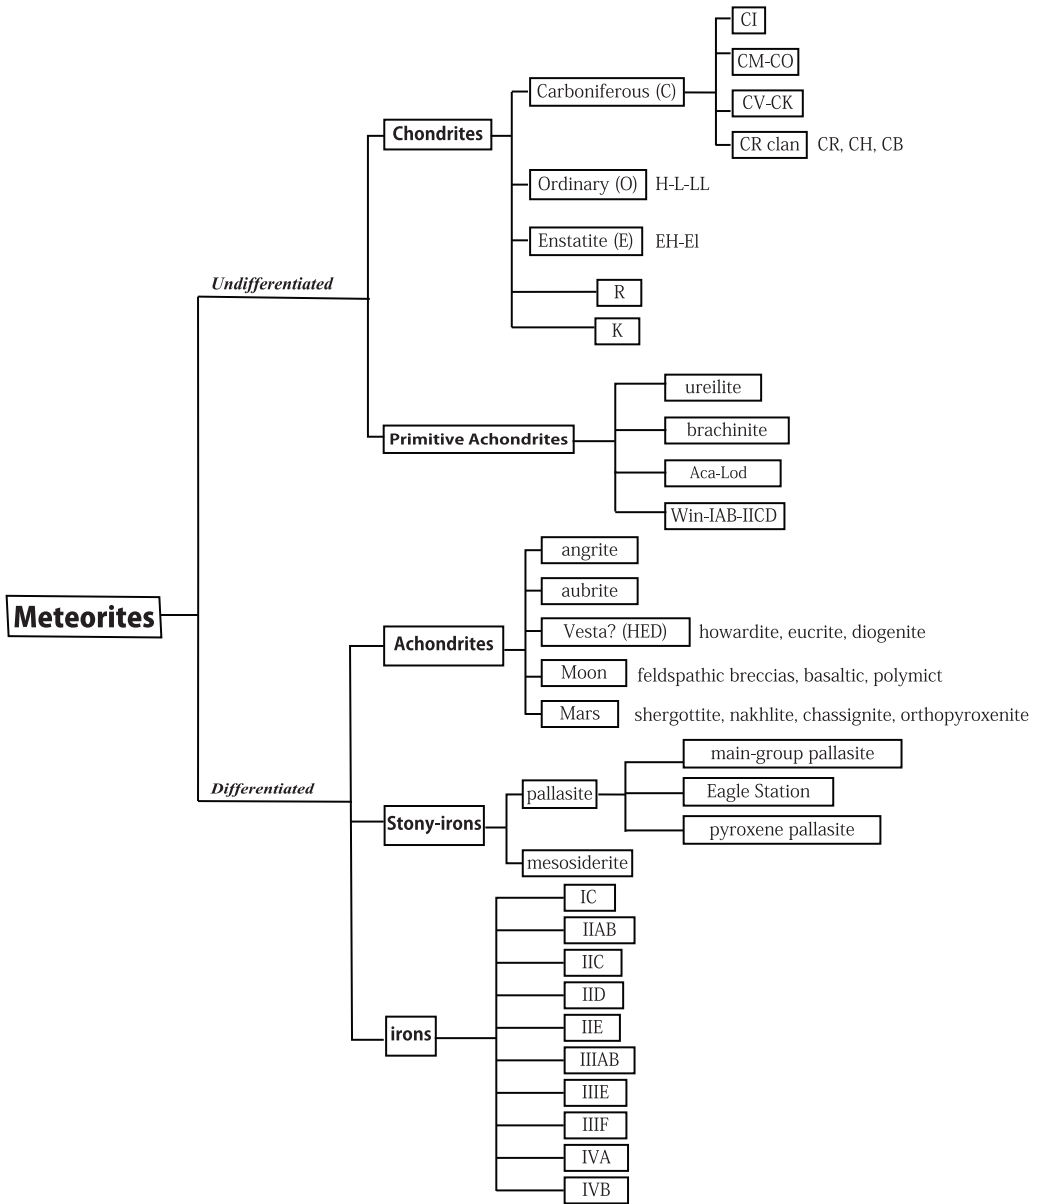 CI
CM-CO
Carboniferous (C)
CV-CK
Chondrites
CR clan CR, CH, CB
Ordinary (O) H-L-LL
Enstatite (E) EH-El
Undifferentiated
R
K
ureilite
brachinite
Primitive Achondrites
Aca-Lod
Win-IAB-IICD
angrite
aubrite
Meteorites
Vesta? (HED) howardite, eucrite, diogenite
Achondrites
Moon feldspathic breccias, basaltic, polymict
Mars shergottite, nakhlite, chassignite, orthopyroxenite
main-group pallasite
Differentiated
pallasite
Eagle Station
Stony-irons
pyroxene pallasite
mesosiderite
IC
IIAB
IIC
IID
irons
IIE
IIIAB
IIIE
IIIF
IVA
IVB